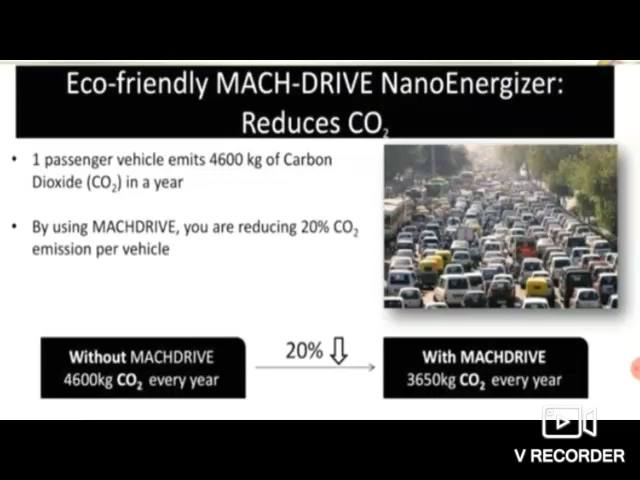 Eco-friendly MACH-DRIVE NanoEnergizer:
Reduces CO₂
• 1 passenger vehicle emits 4600 kg of Carbon
Dioxide (CO₂) in a year
• By using MACHDRIVE, you are reducing 20% CO₂
emission per vehicle
Without MACHDRIVE
4600kg CO₂ every year
20%
With MACHDRIVE
3650kg CO₂ every year
V RECORDER